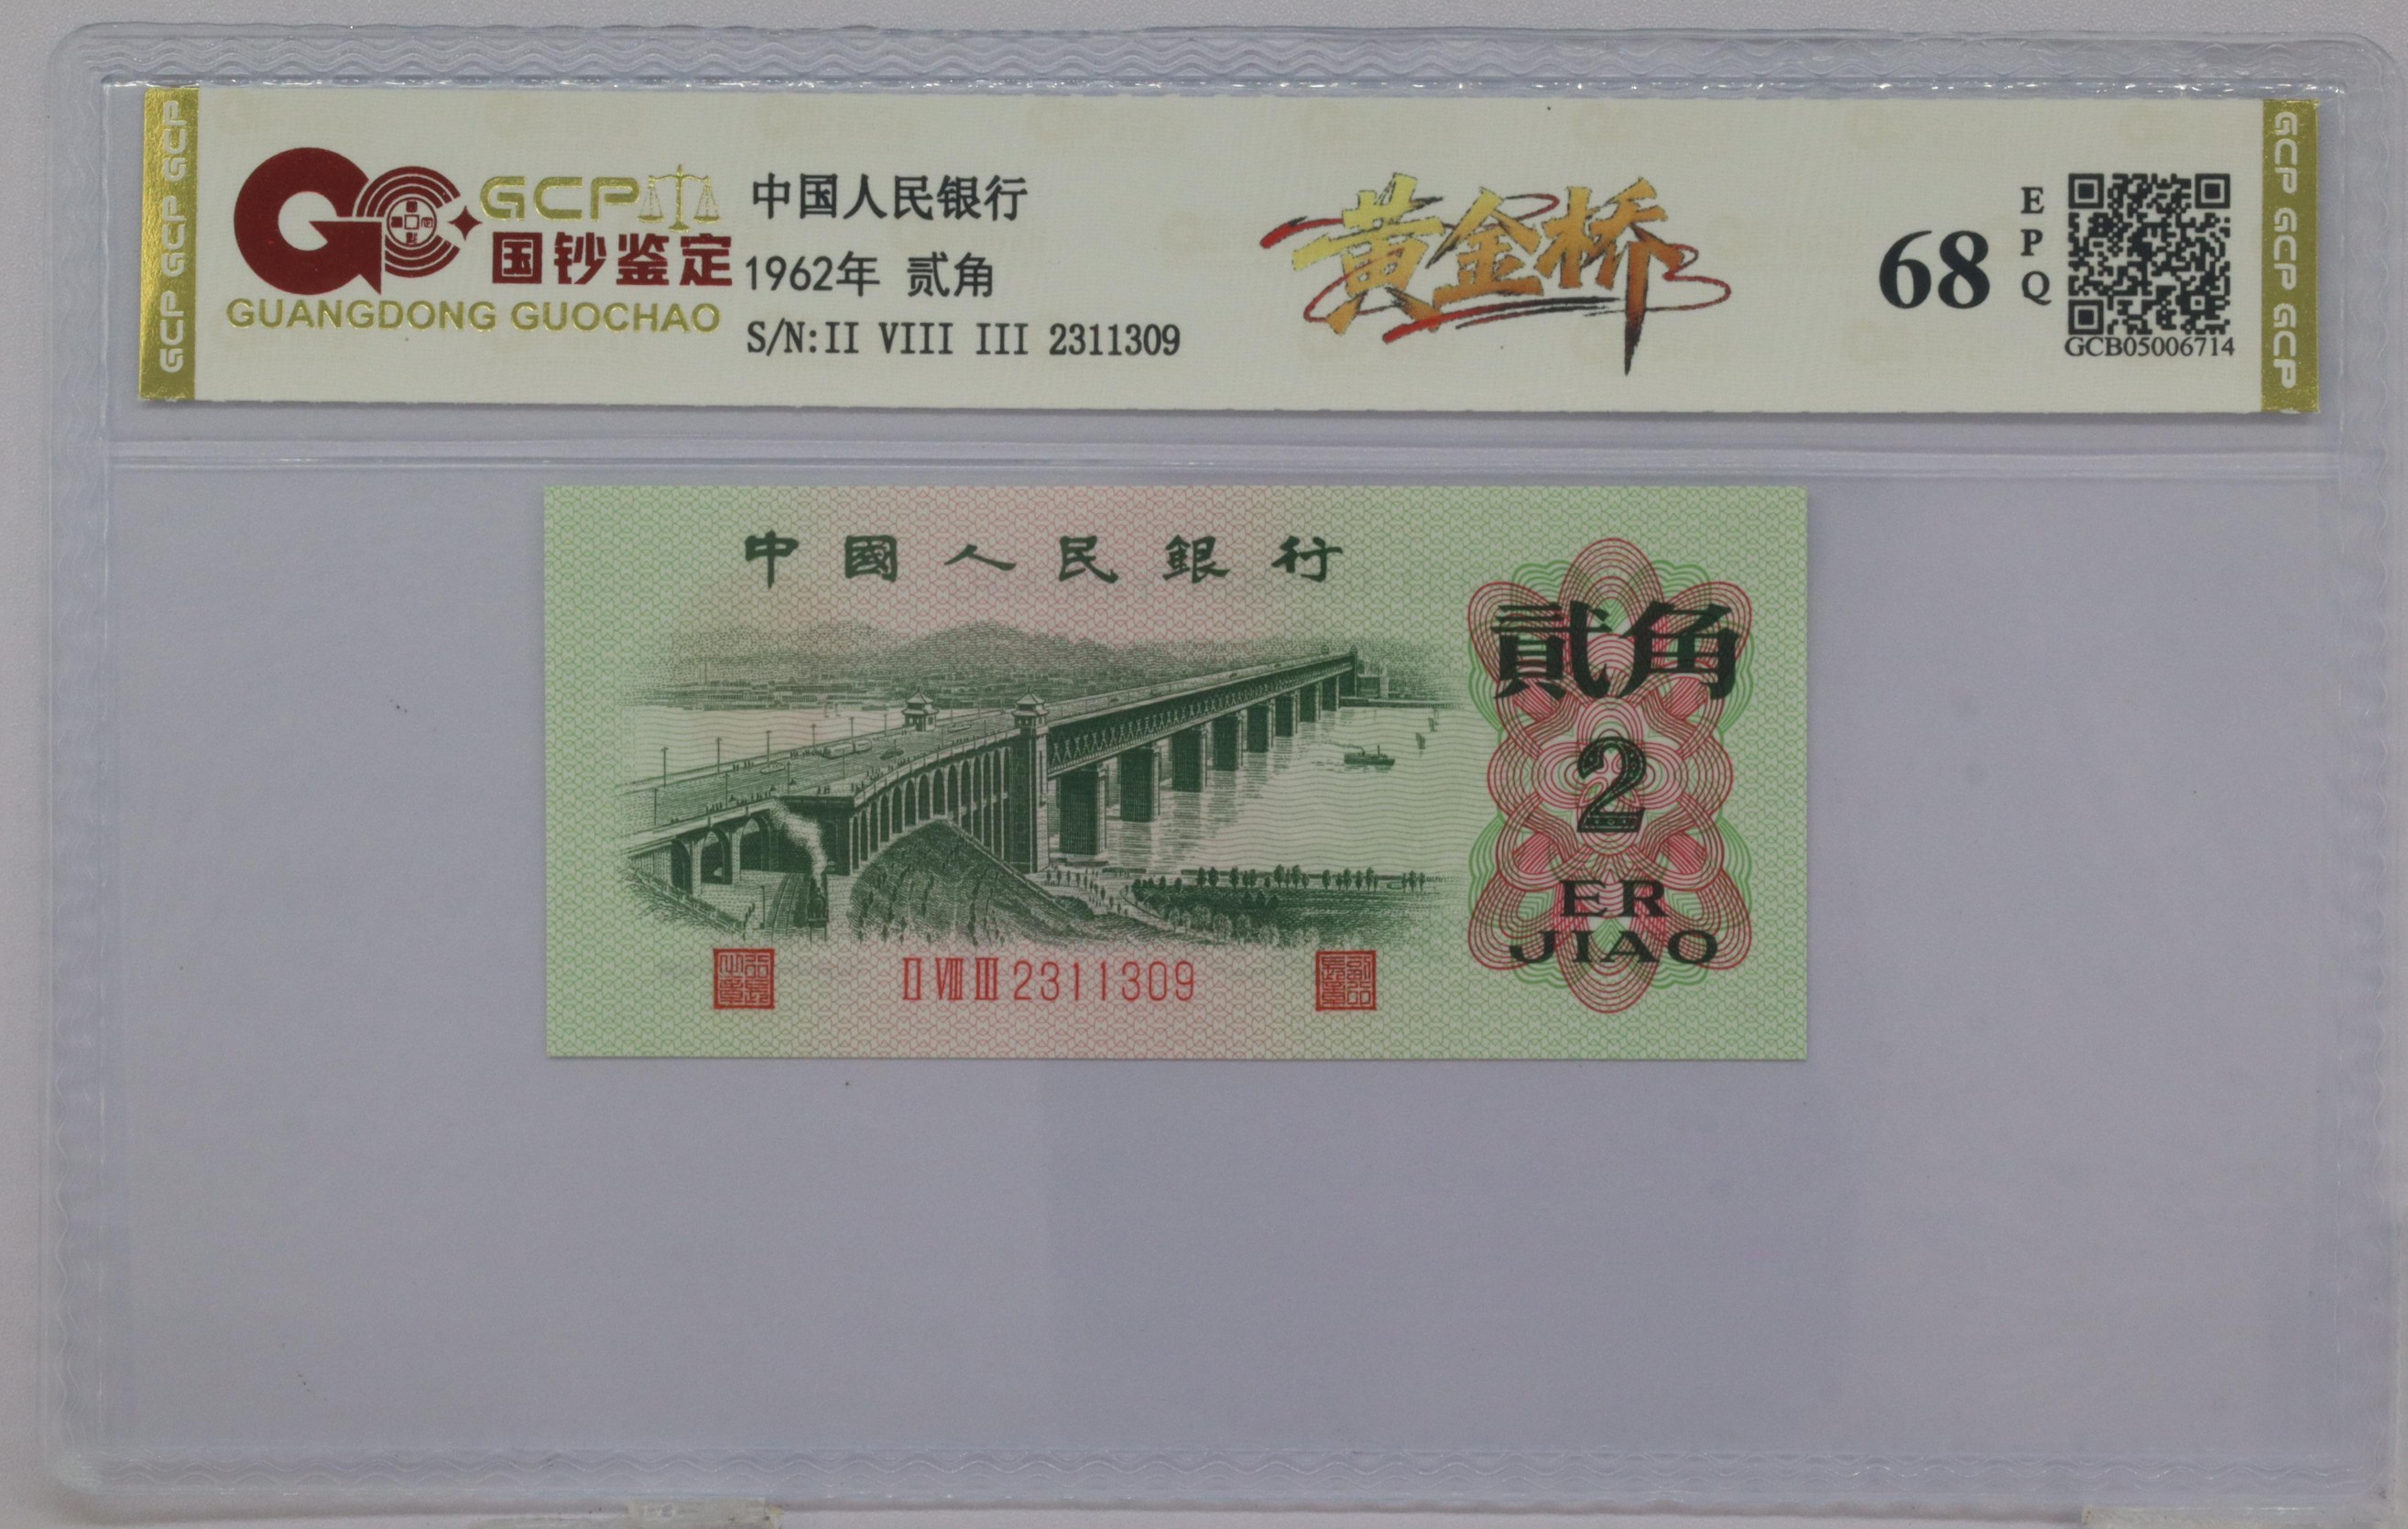 GCP GCP GCP
GCP
国钞鉴定
GUANGDONG GUOCHAO
中国人民银行
1962年 贰角
S/N:II VIII III 2311309
黄金桥
68
EPQ
GCB05006714
GCP GCP GCP
中國人民銀行
貳角
2
ER
JIAO
II VIII III 2311309